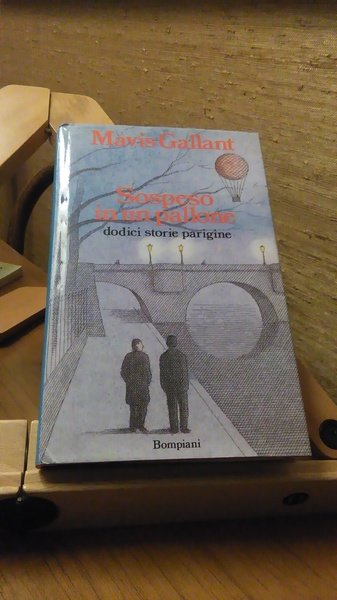 Mavis Gallant
Sospeso
in un pallone
dodici storie parigine
Bompiani